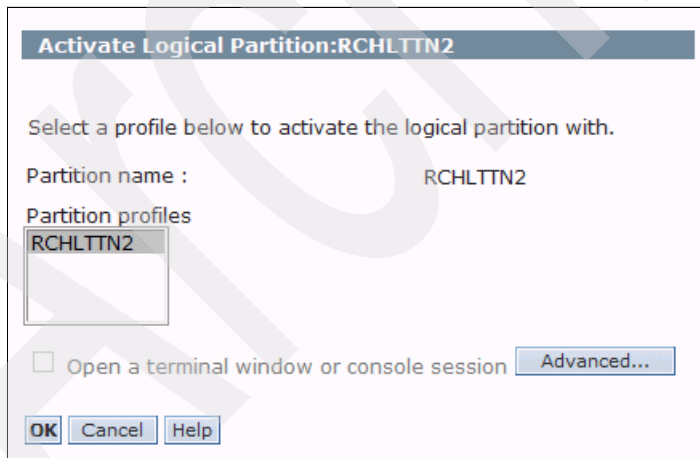 Activate Logical Partition:RCHLTTN2
Select a profile below to activate the logical partition with.
Partition name : RCHLTTN2
Partition profiles
RCHLTTN2
Open a terminal window or console session Advanced...
OK Cancel Help